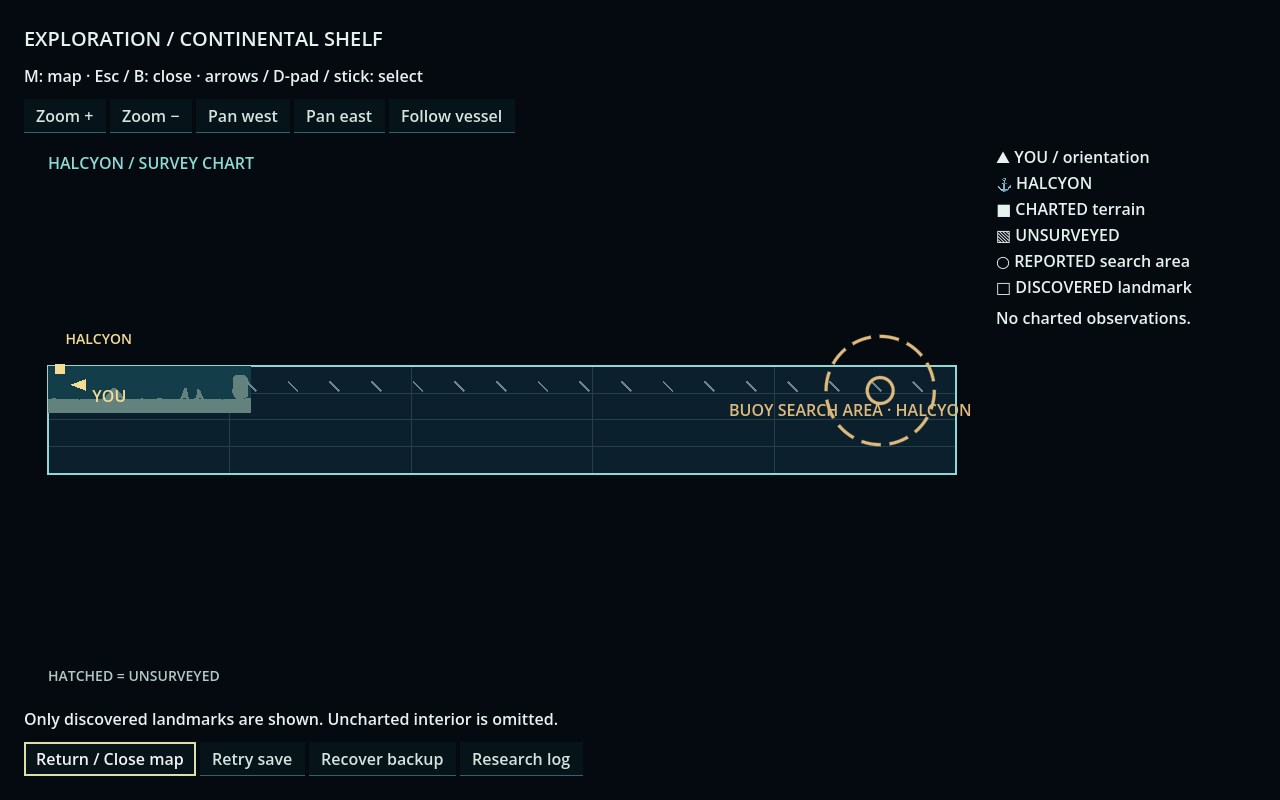 EXPLORATION / CONTINENTAL SHELF
M: map · Esc / B: close · arrows / D-pad / stick: select
Zoom +
Zoom −
Pan west
Pan east
Follow vessel
HALCYON / SURVEY CHART
▲ YOU / orientation
⚓ HALCYON
■ CHARTED terrain
▧ UNSURVEYED
○ REPORTED search area
□ DISCOVERED landmark
No charted observations.
HALCYON
YOU
BUOY SEARCH AREA · HALCYON
HATCHED = UNSURVEYED
Only discovered landmarks are shown. Uncharted interior is omitted.
Return / Close map
Retry save
Recover backup
Research log